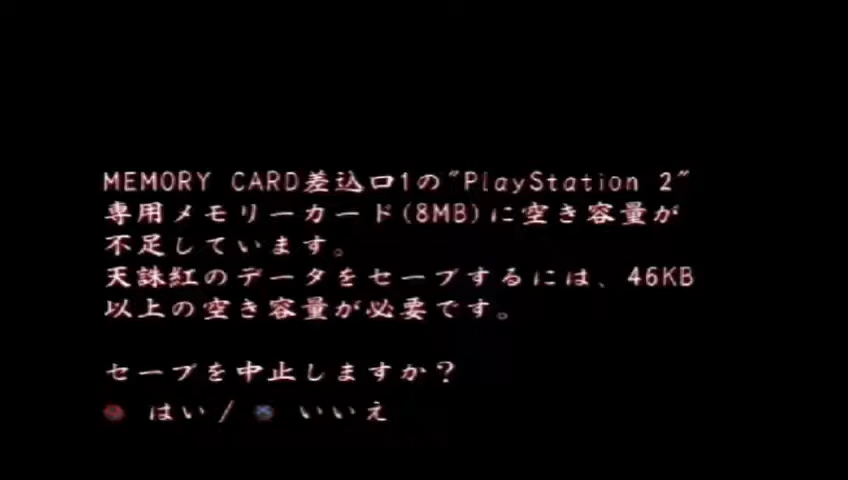 MEMORY CARD差込口1の"PlayStation 2"
専用メモリーカード(8MB)に空き容量が
不足しています。
天誅紅のデータをセーブするには、46KB
以上の空き容量が必要です。
セーブを中止しますか？
○ はい / × いいえ